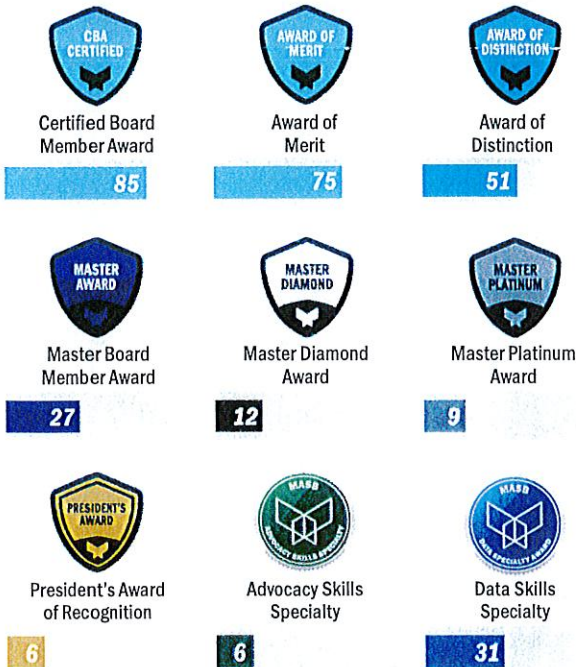 CBA
CERTIFIED
Certified Board
Member Award
85
AWARD OF
MERIT
Award of
Merit
75
AWARD OF
DISTINCTION
Award of
Distinction
51
MASTER
AWARD
Master Board
Member Award
27
MASTER
DIAMOND
Master Diamond
Award
12
MASTER
PLATINUM
Master Platinum
Award
9
PRESIDENT'S
AWARD
President's Award
of Recognition
6
MASB
ADVOCACY SKILLS SPECIALTY
Advocacy Skills
Specialty
6
MASB
DATA SPECIALTY AWARD
Data Skills
Specialty
31